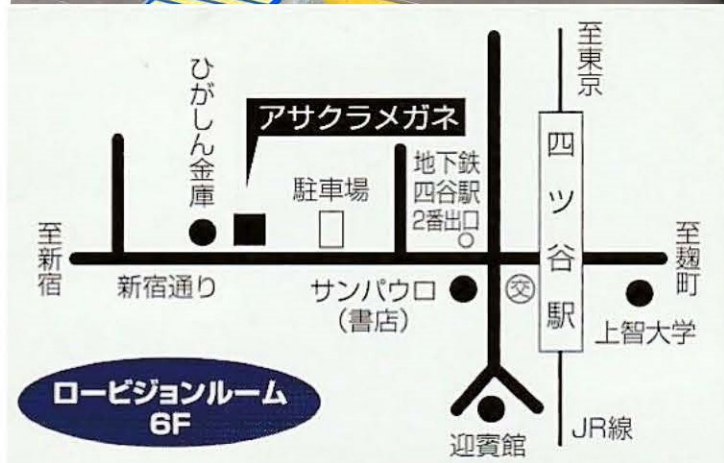 至東京
ひがしん金庫
アサクラメガネ
駐車場
地下鉄
四谷駅
2番出口
四ツ谷駅
至新宿
新宿通り
サンパウロ
(書店)
交
至麹町
上智大学
ロービジョンルーム
6F
迎賓館
JR線